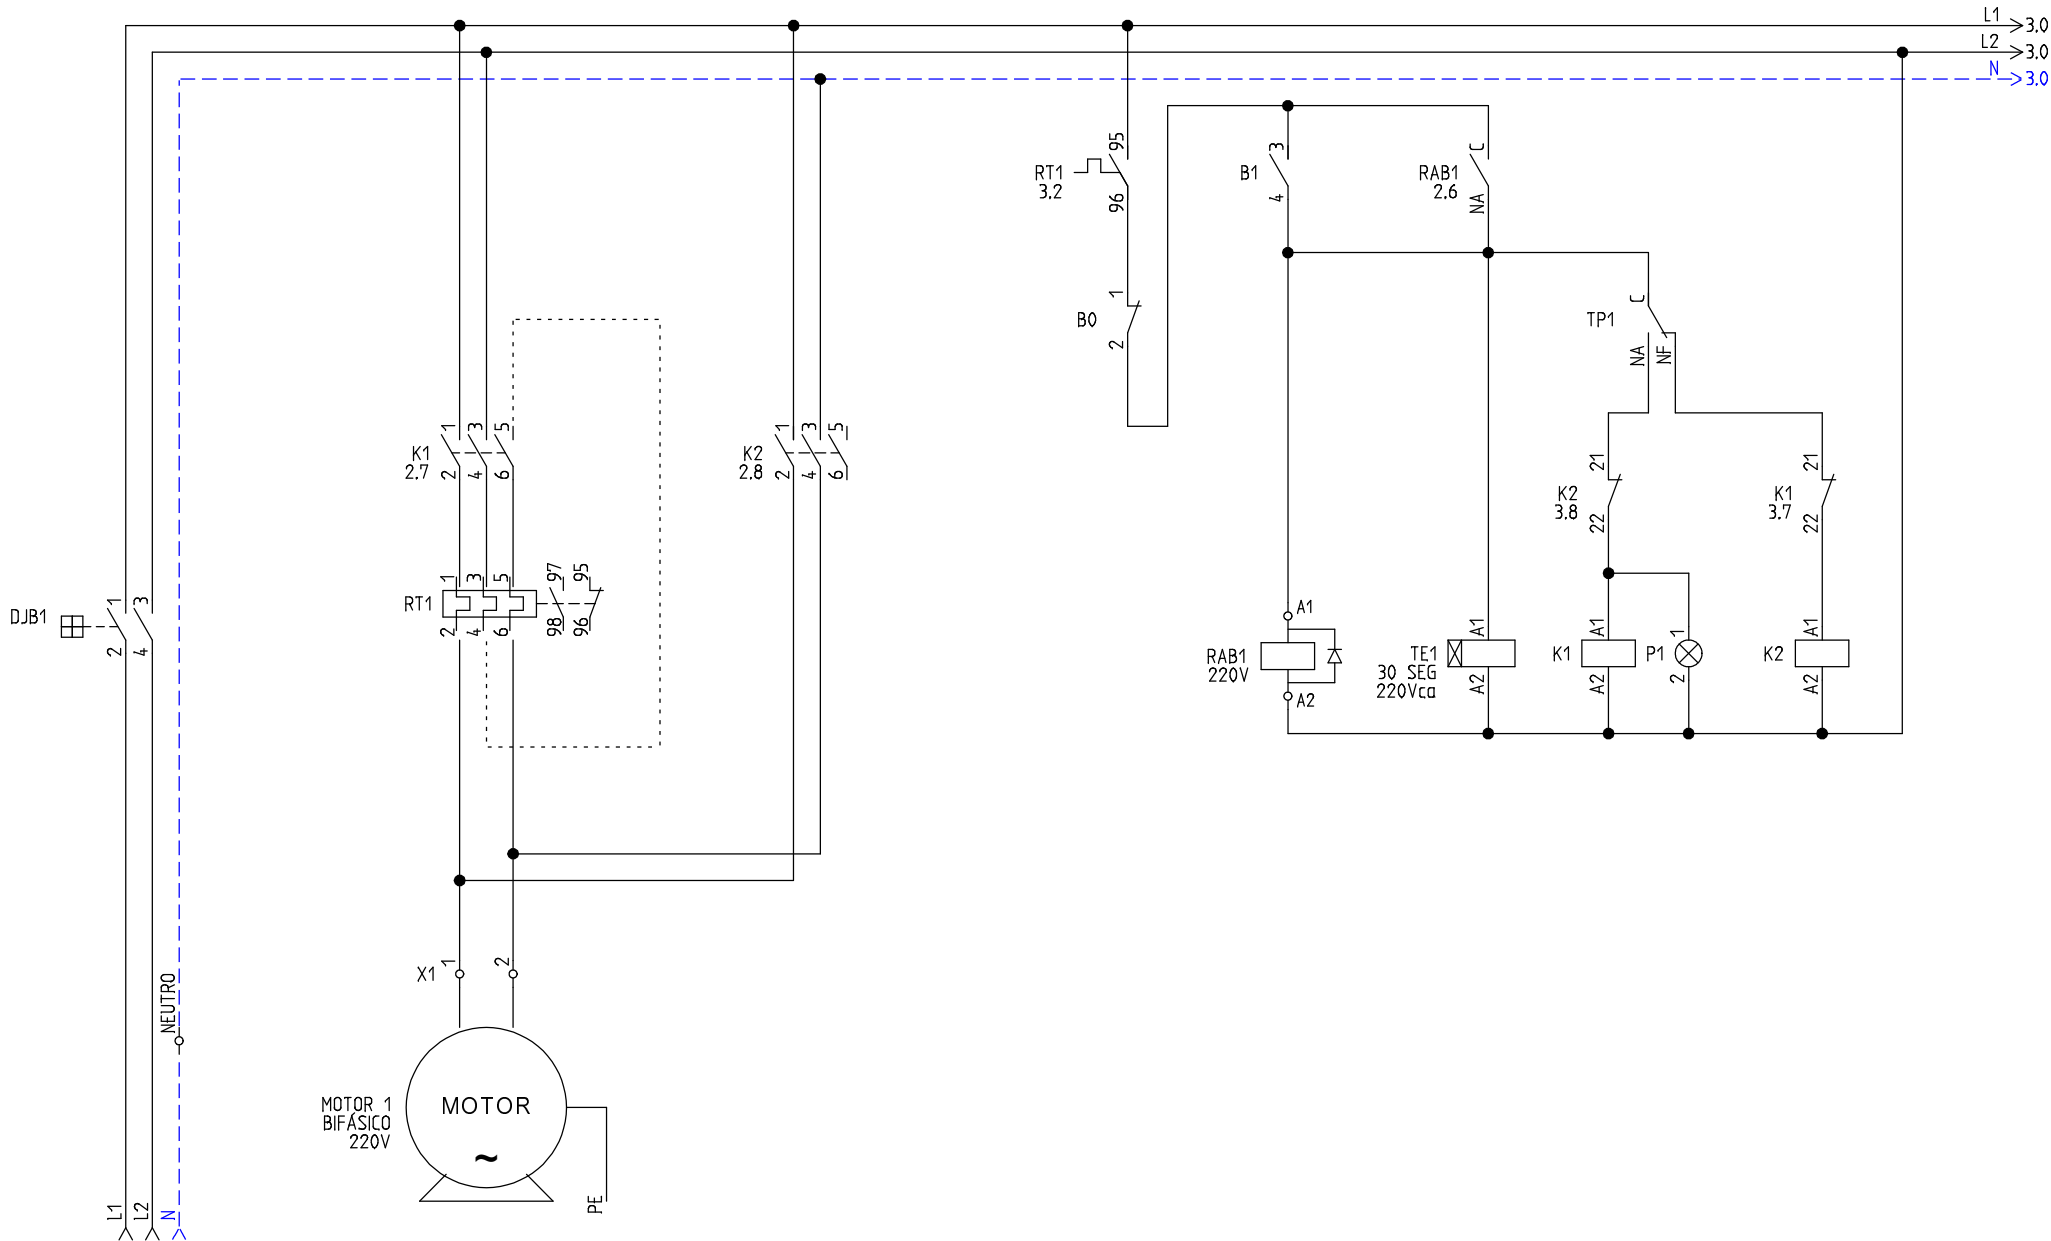 L1
3.0
L2
3.0
N
3.0
95
RT1
3.2
96
3
B1
4
C
RAB1
2.6
NA
1
B0
2
C
TP1
NA
NF
1
3
5
K1
2.7
2
4
6
1
3
5
K2
2.8
2
4
6
21
K2
3.8
22
21
K1
3.7
22
1
3
5
97
95
RT1
2
4
6
98
96
DJB1
1
3
2
4
A1
RAB1
220V
A2
A1
TE1
30 SEG
220Vca
A2
A1
K1
A2
1
P1
2
A1
K2
A2
X1
1
2
NEUTRO
MOTOR
~
MOTOR 1
BIFÁSICO
220V
PE
L1
L2
N